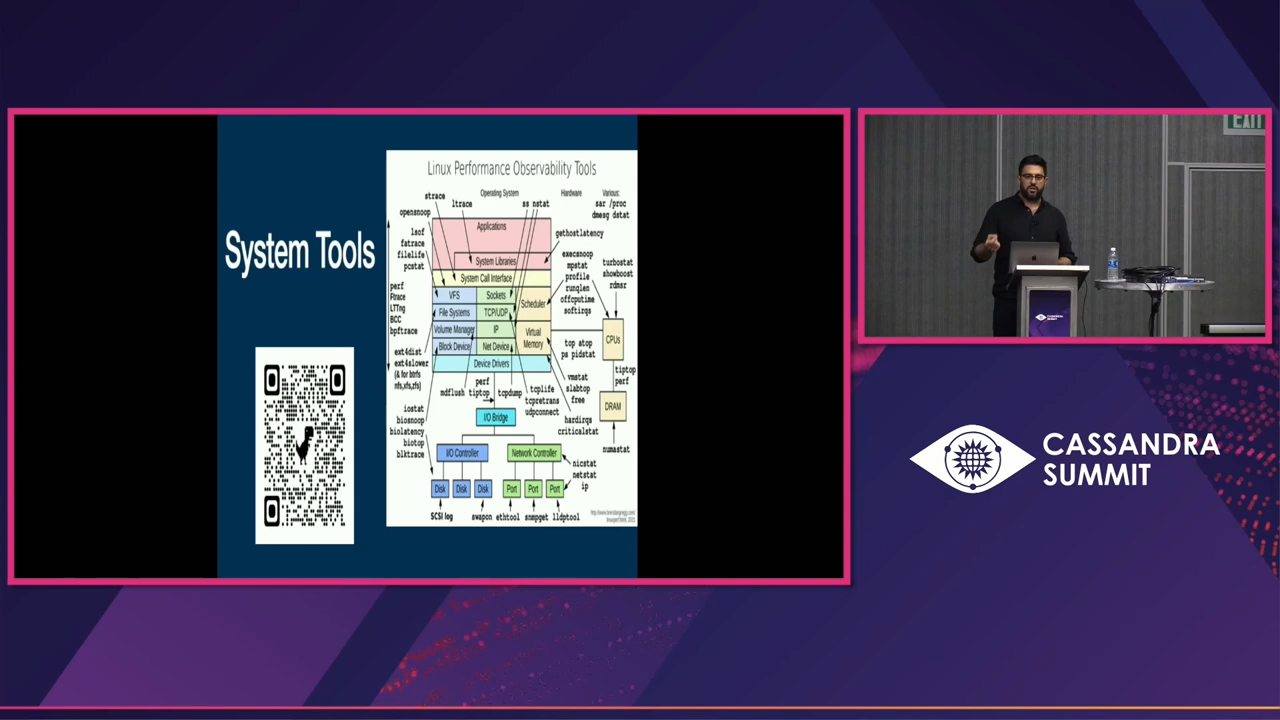 System Tools
Linux Performance Observability Tools
Operating System
Hardware
Various:
sar /proc
dmesg dstat
strace
ltrace
ss nstat
opensnoop
gethostlatency
lsof
fatrace
filelife
pcstat
perf
Ftrace
LTTng
BCC
bpftrace
Applications
System Libraries
System Call Interface
VFS
Sockets
Scheduler
File Systems
TCP/UDP
Volume Manager
IP
Virtual
Memory
Block Device
Net Device
Device Drivers
execsnoop
mpstat
profile
runqlen
offcputime
softirqs
turbostat
showboost
rdmsr
CPUs
top atop
ps pidstat
tiptop
perf
vmstat
slabtop
free
DRAM
hardirqs
criticalstat
numastat
ext4dist
ext4slower
(& for btrfs
nfs,xfs,zfs)
mdflush
perf
tiptop
tcpdump
tcplife
tcpretrans
udpconnect
iostat
biosnoop
biolatency
biotop
blktrace
I/O Bridge
I/O Controller
Network Controller
nicstat
netstat
ip
Disk
Disk
Disk
Port
Port
Port
SCSI log
swapon
ethtool
snmpget
lldptool
EXIT
CASSANDRA
SUMMIT